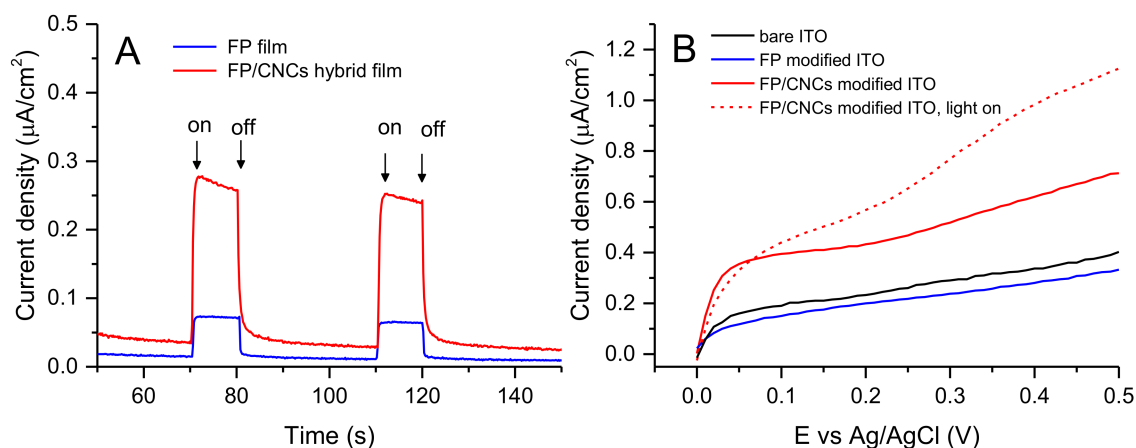 A
FP film
FP/CNCs hybrid film
on
off
on
off
0.5
0.4
0.3
0.2
0.1
0.0
60
80
100
120
140
Time (s)
Current density (μA/cm²)
B
bare ITO
FP modified ITO
FP/CNCs modified ITO
FP/CNCs modified ITO, light on
1.2
1.0
0.8
0.6
0.4
0.2
0.0
0.0
0.1
0.2
0.3
0.4
0.5
E vs Ag/AgCl (V)
Current density (μA/cm²)